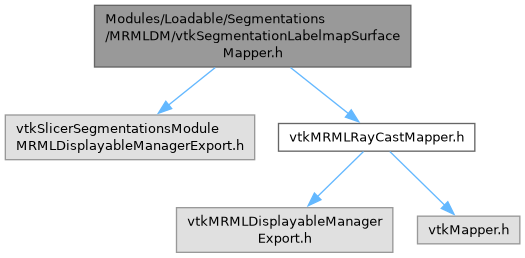 Modules/Loadable/Segmentations
/MRMLDM/vtkSegmentationLabelmapSurface
Mapper.h
vtkSlicerSegmentationsModule
MRMLDisplayableManagerExport.h
vtkMRMLRayCastMapper.h
vtkMRMLDisplayableManager
Export.h
vtkMapper.h